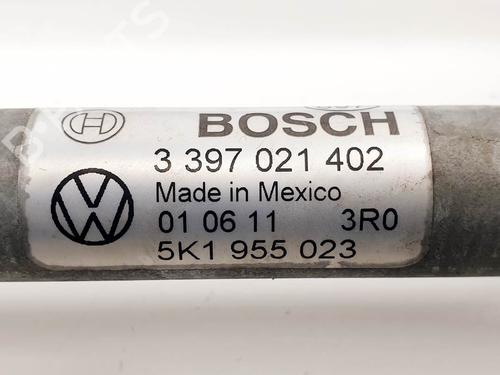 BOSCH
3 397 021 402
Made in Mexico
01 06 11 3R0
5K1 955 023